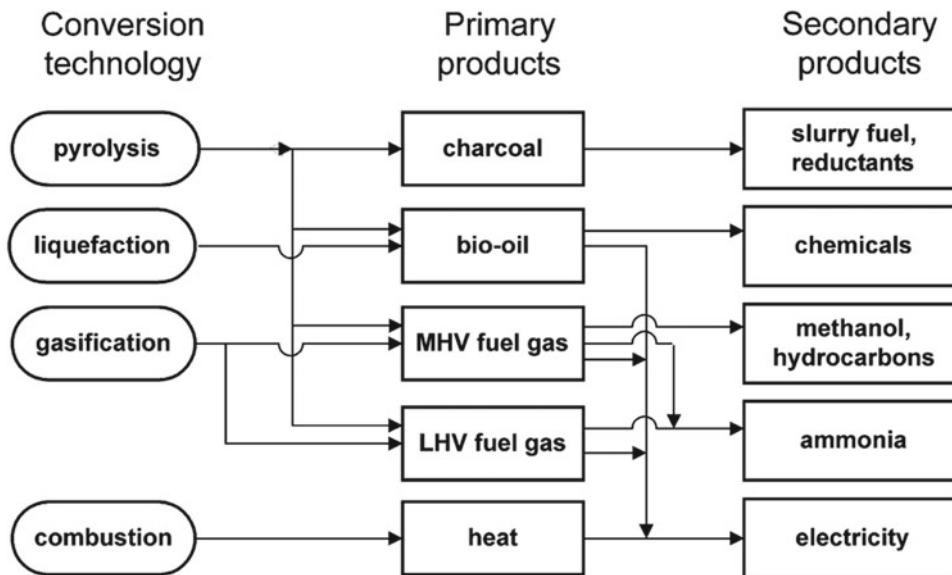 Conversion
technology
Primary
products
Secondary
products
pyrolysis
charcoal
slurry fuel,
reductants
liquefaction
bio-oil
chemicals
gasification
MHV fuel gas
methanol,
hydrocarbons
LHV fuel gas
ammonia
combustion
heat
electricity